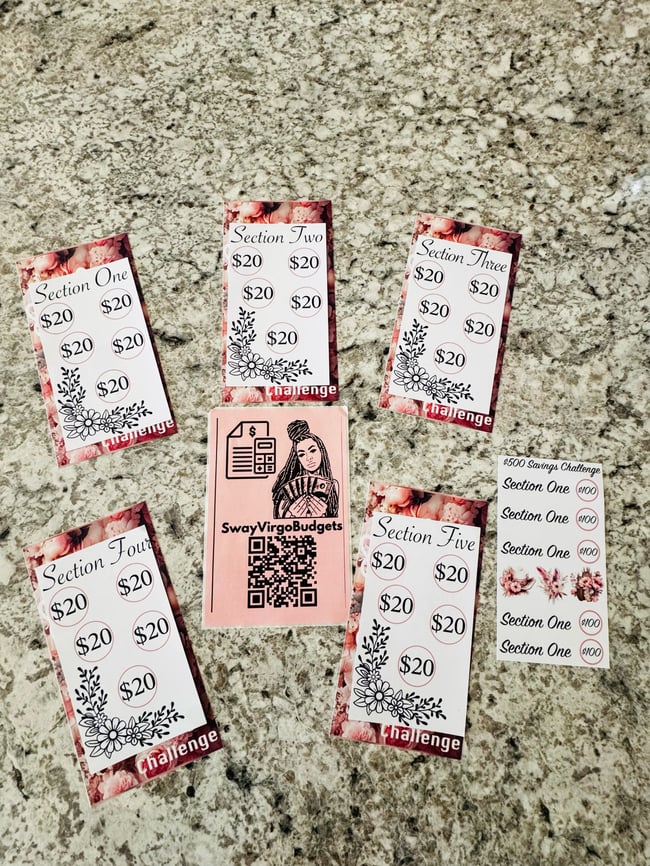 Section One
$20 $20
$20 $20
$20
Challenge
Section Two
$20 $20
$20 $20
$20
Challenge
Section Three
$20 $20
$20 $20
$20
Challenge
$
SwayVirgoBudgets
Section Four
$20 $20
$20 $20
$20
Challenge
Section Five
$20 $20
$20 $20
$20
Challenge
$500 Savings Challenge
Section One $100
Section One $100
Section One $100
Section One $100
Section One $100